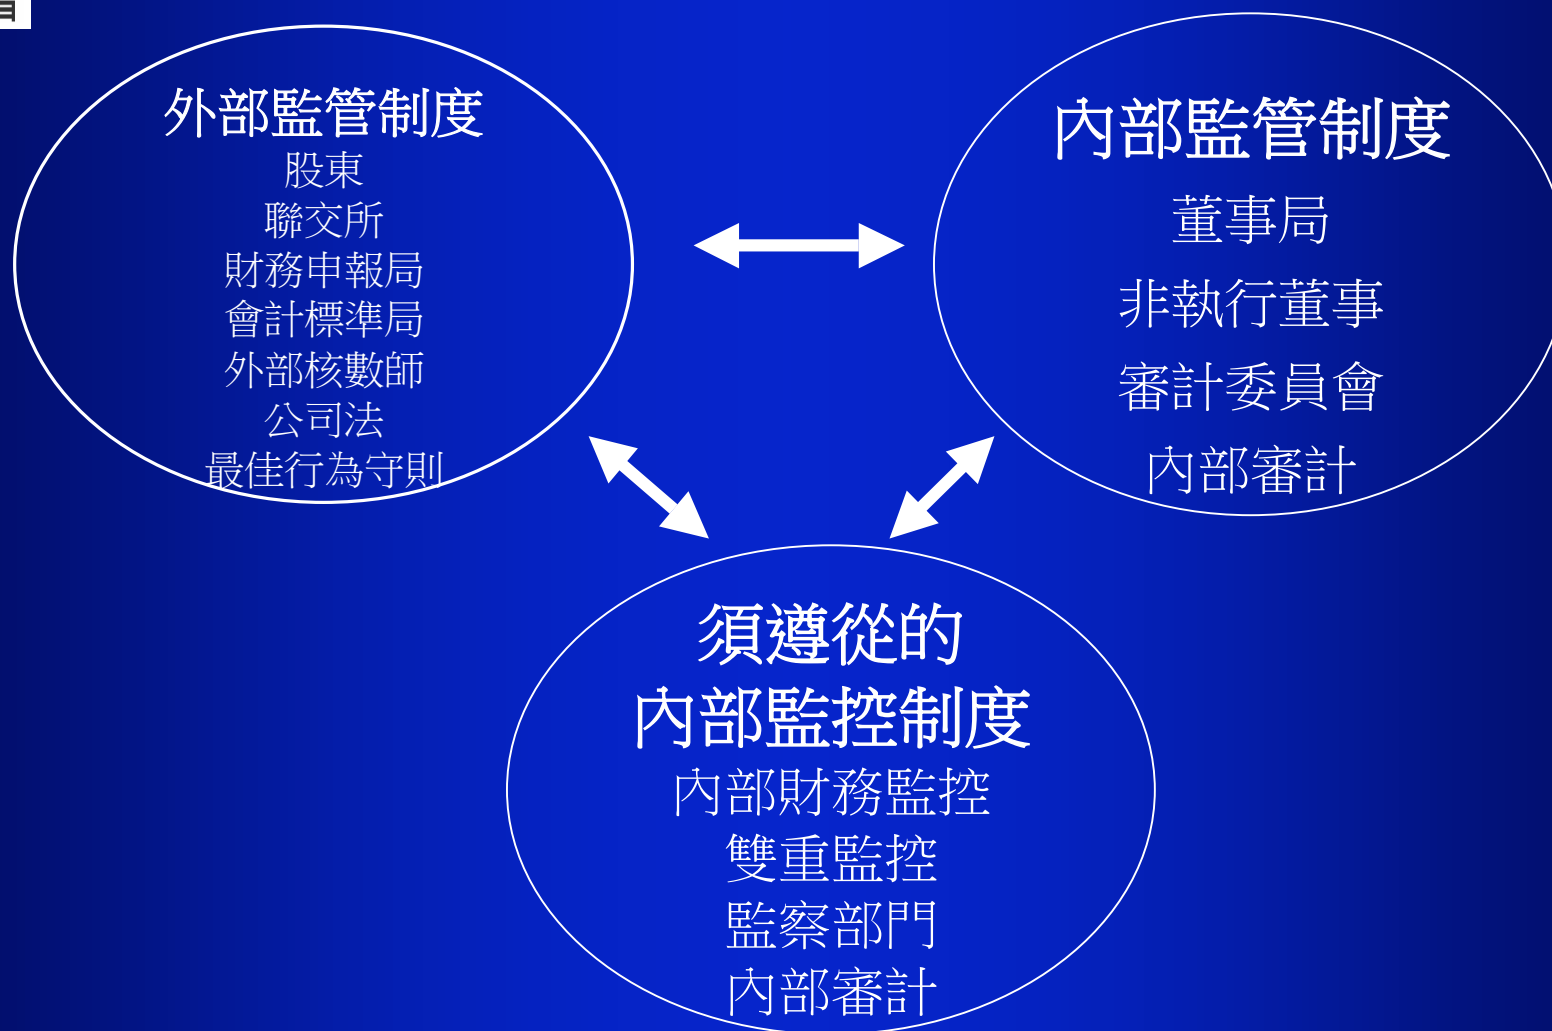 外部監管制度
股東
聯交所
財務申報局
會計標準局
外部核數師
公司法
最佳行為守則
內部監管制度
董事局
非執行董事
審計委員會
內部審計
須遵從的
內部監控制度
內部財務監控
雙重監控
監察部門
內部審計